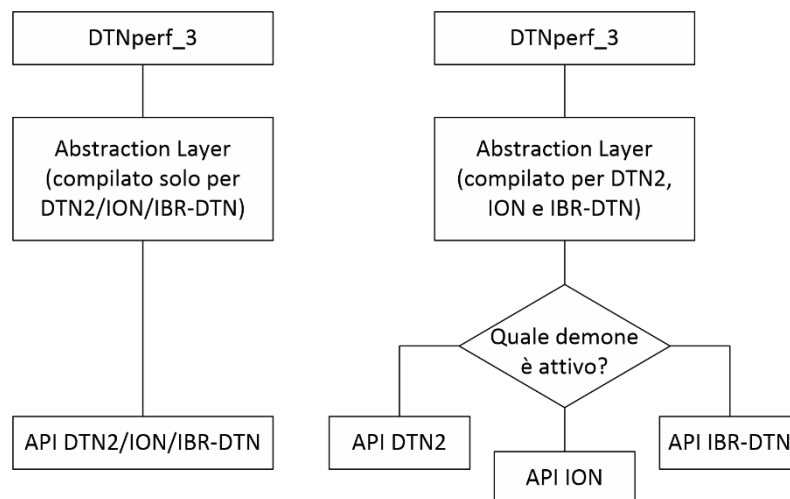 DTNperf_3
Abstraction Layer
(compilato solo per
DTN2/ION/IBR-DTN)
API DTN2/ION/IBR-DTN
DTNperf_3
Abstraction Layer
(compilato per DTN2,
ION e IBR-DTN)
Quale demone
è attivo?
API DTN2
API ION
API IBR-DTN